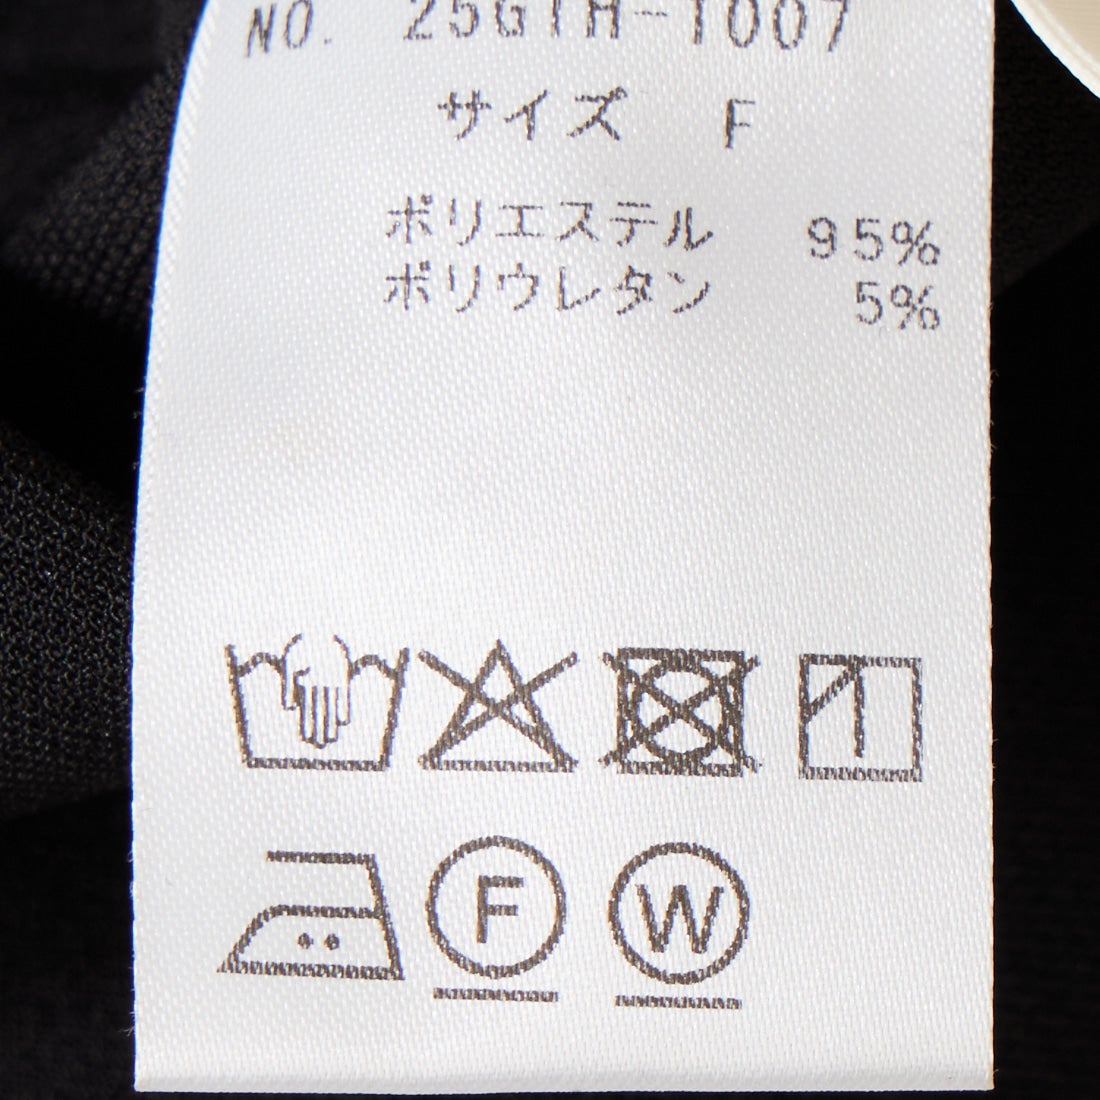 NO. 25GTH-1007
サイズ F
ポリエステル 95%
ポリウレタン 5%
F W